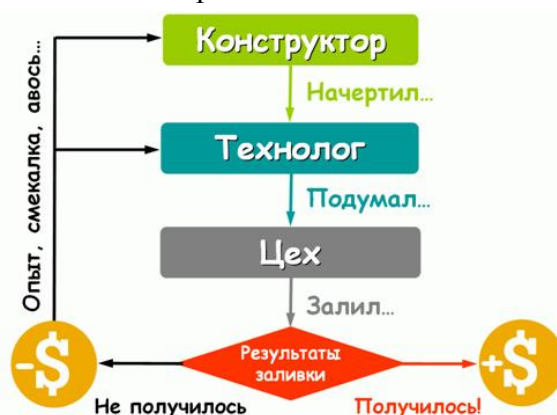 Конструктор
Начертил...
Технолог
Подумал...
Цех
Залил...
Результаты
заливки
Опыт, смекалка, авось...
-$
+$
Не получилось
Получилось!